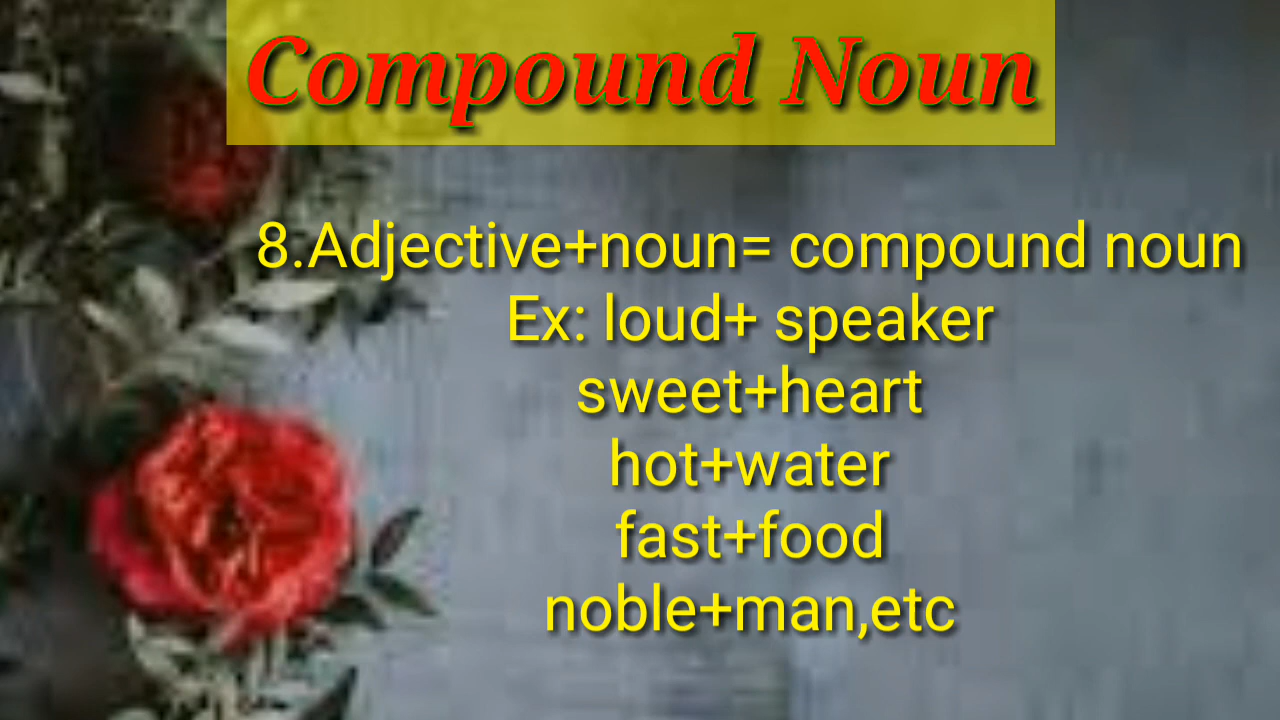 Compound Noun
8.Adjective+noun= compound noun
Ex: loud+ speaker
sweet+heart
hot+water
fast+food
noble+man,etc